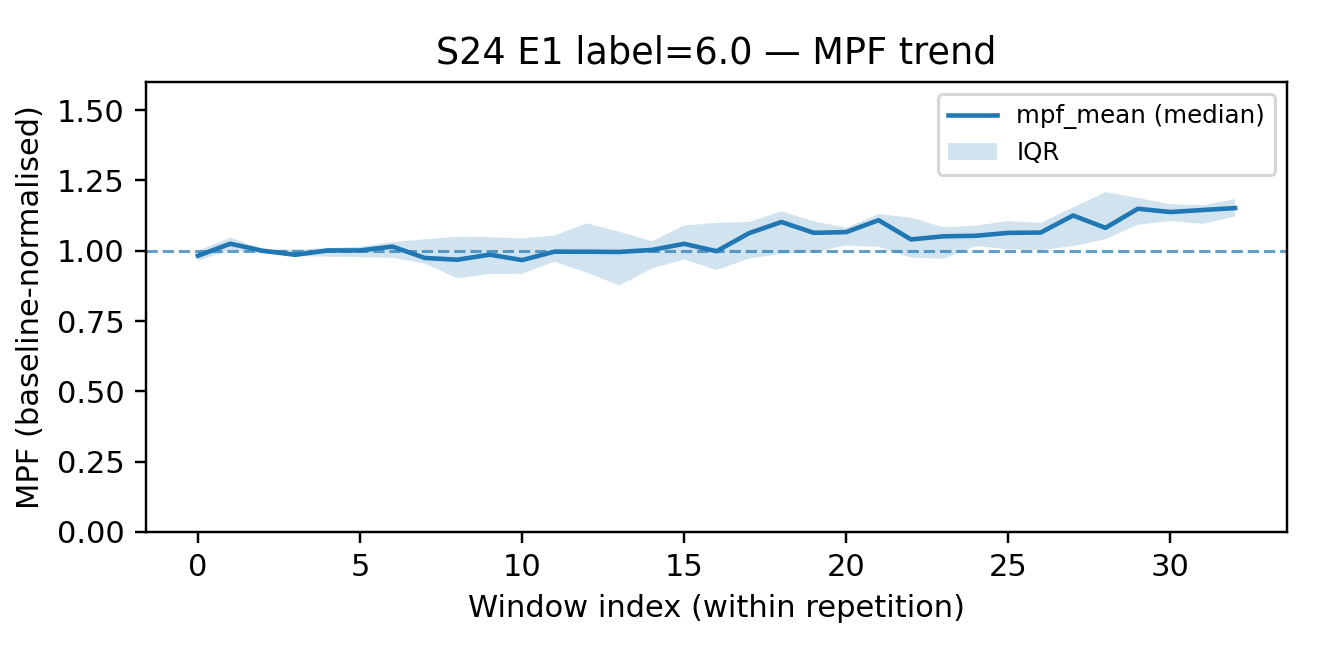 S24 E1 label=6.0 — MPF trend
MPF (baseline-normalised)
1.50
1.25
1.00
0.75
0.50
0.25
0.00
mpf_mean (median)
IQR
0 5 10 15 20 25 30
Window index (within repetition)